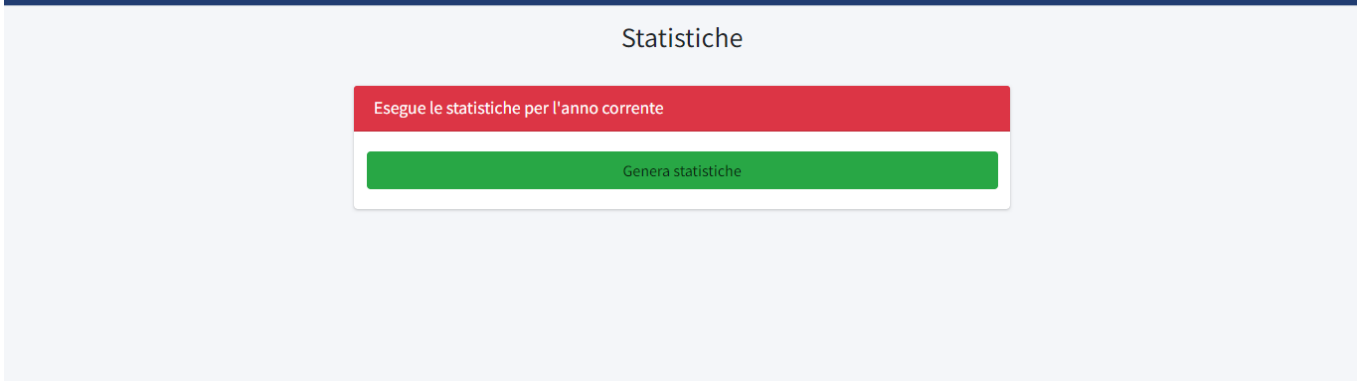 Statistiche
Esegue le statistiche per l'anno corrente
Genera statistiche